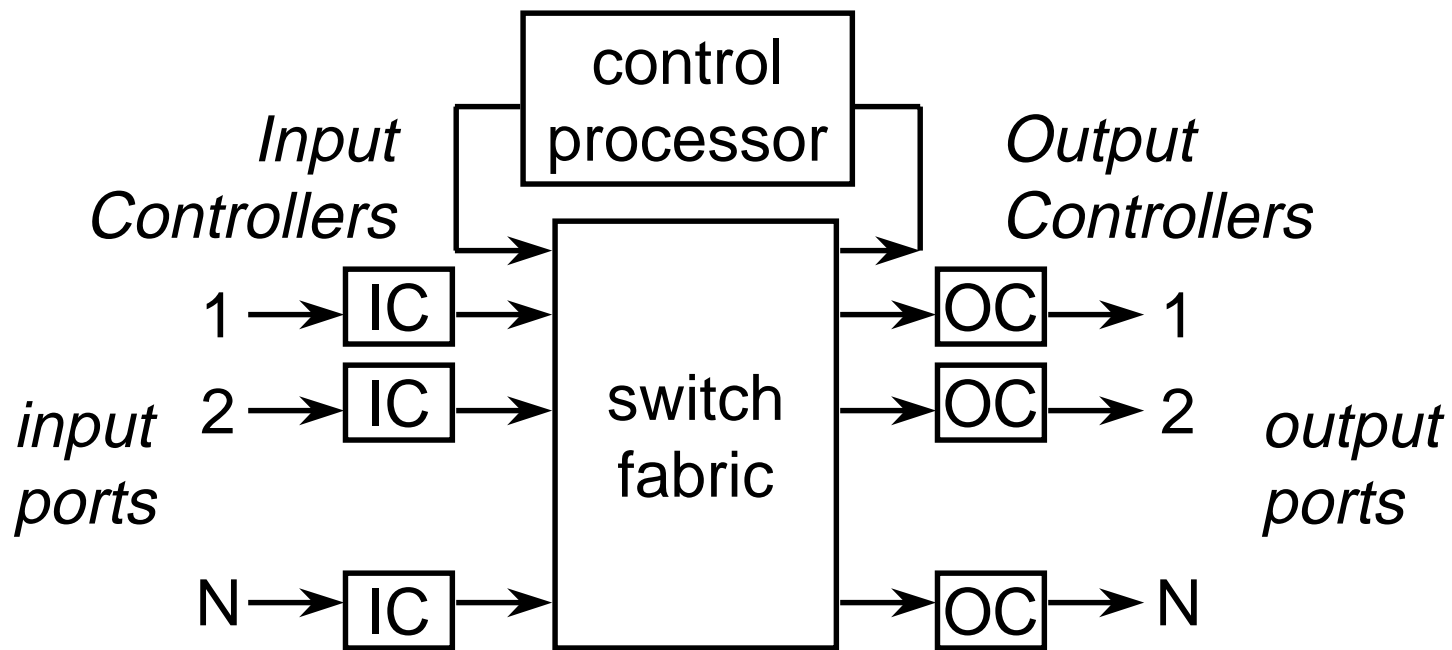 control
processor
Input
Controllers
Output
Controllers
1 IC OC 1
2 IC OC 2
input
ports
switch
fabric
output
ports
N IC OC N